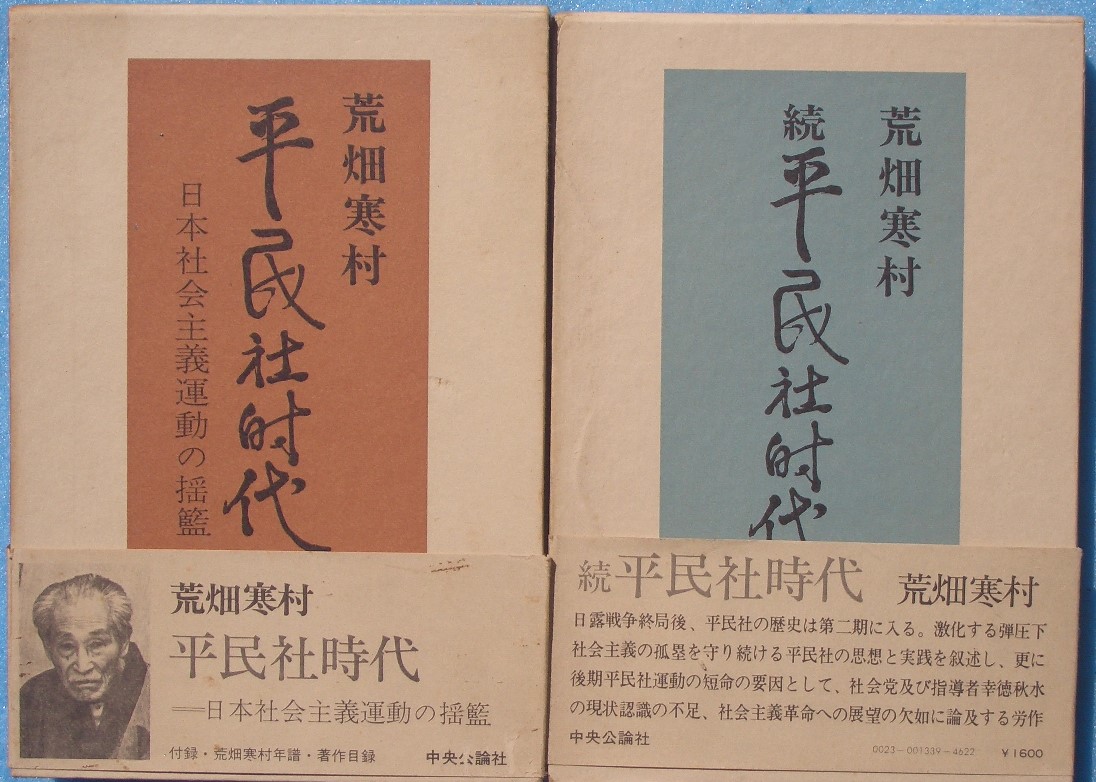 荒畑寒村
平民社时代
日本社会主義運動の揺籃
荒畑寒村
平民社時代
=日本社会主義運動の揺籃
付録・荒畑寒村年譜・著作目録
中央公論社
荒畑寒村
続平民社时代
続平民社時代
荒畑寒村
日露戦争終局後、平民社の歴史は第二期に入る。激化する弾圧下
社会主義の孤塁を守り続ける平民社の思想と実践を叙述し、更に
後期平民社運動の短命の要因として、社会党及び指導者幸徳秋水
の現状認識の不足、社会主義革命への展望の欠如に論及する労作
中央公論社
0023-001339-4622
¥1600